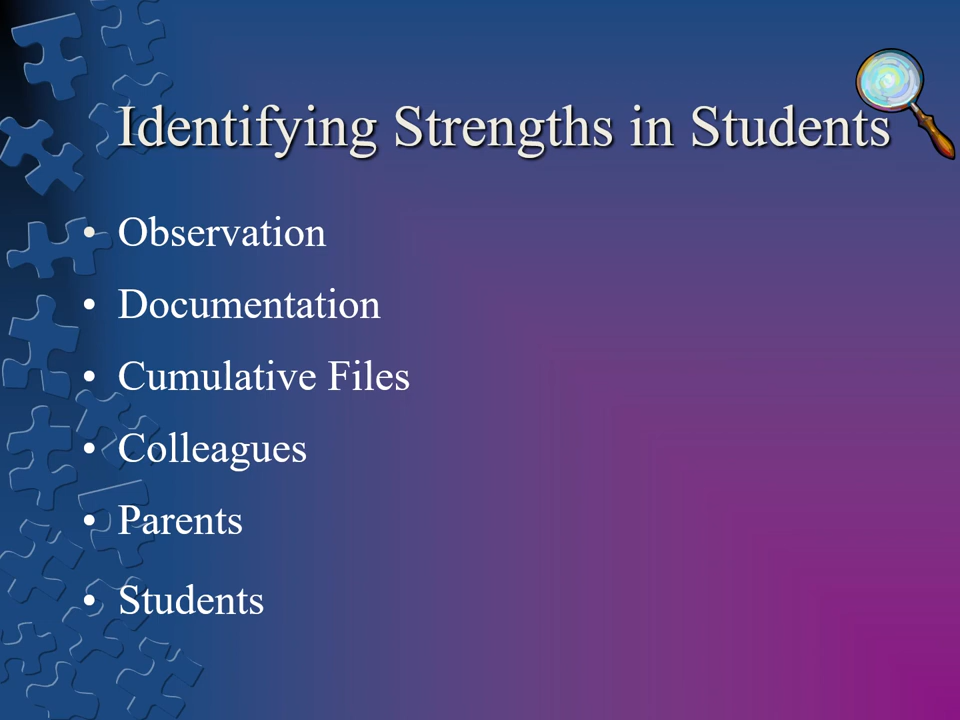 Identifying Strengths in Students
• Observation
• Documentation
• Cumulative Files
• Colleagues
• Parents
• Students